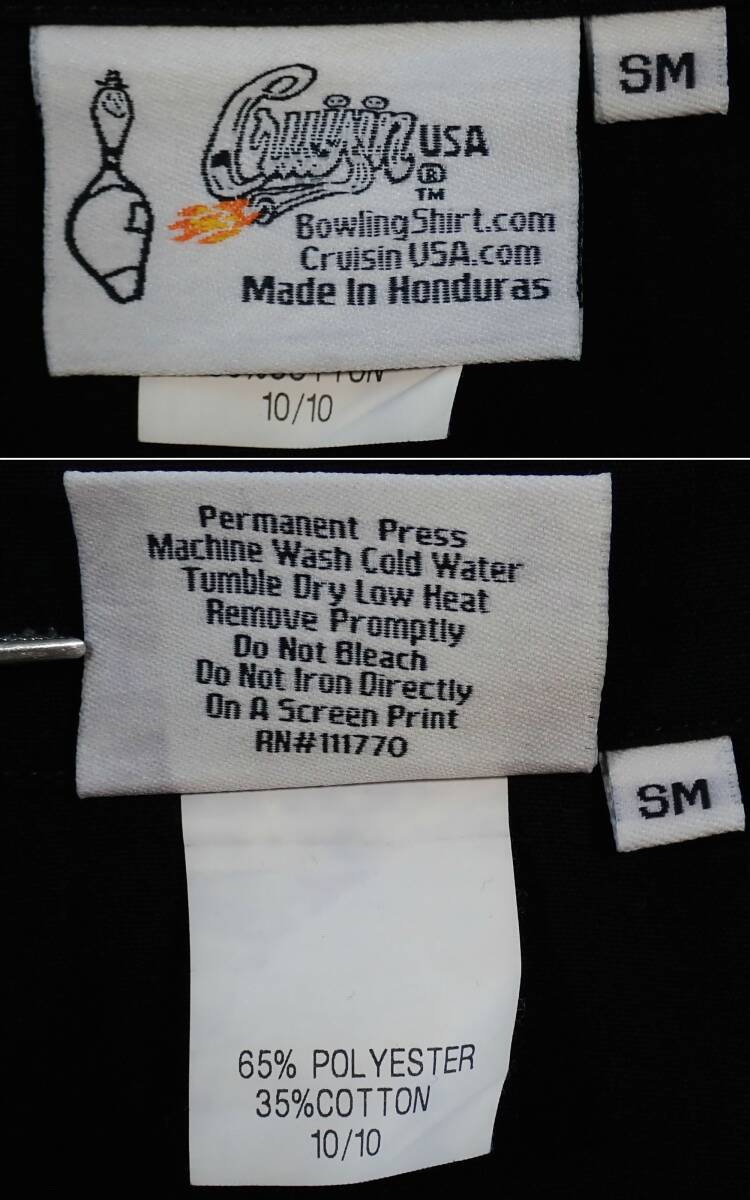 Cruisin USA
®
TM
BowlingShirt.com
CruisinUSA.com
Made In Honduras
SM
COTTON
10/10
Permanent Press
Machine Wash Cold Water
Tumble Dry Low Heat
Remove Promptly
Do Not Bleach
Do Not Iron Directly
On A Screen Print
RN#111770
SM
65% POLYESTER
35%COTTON
10/10